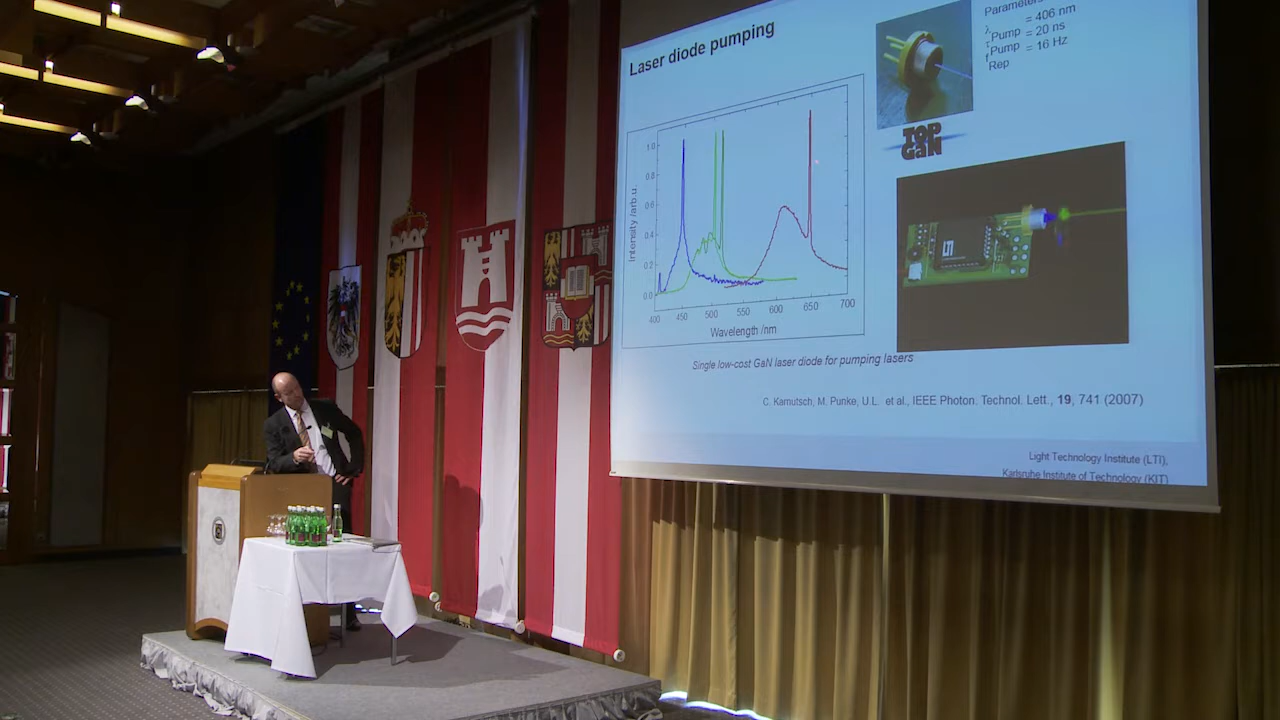 Laser diode pumping
Parameters
λPump = 406 nm
τPump = 20 ns
fRep = 16 Hz
TOP
GaN
LTI
Intensity /arb.u.
1.0
0.8
0.6
0.4
0.2
0.0
400 450 500 550 600 650 700
Wavelength /nm
Single low-cost GaN laser diode for pumping lasers
C. Karnutsch, M. Punke, U.L. et al., IEEE Photon. Technol. Lett., 19, 741 (2007)
Light Technology Institute (LTI),
Karlsruhe Institute of Technology (KIT)